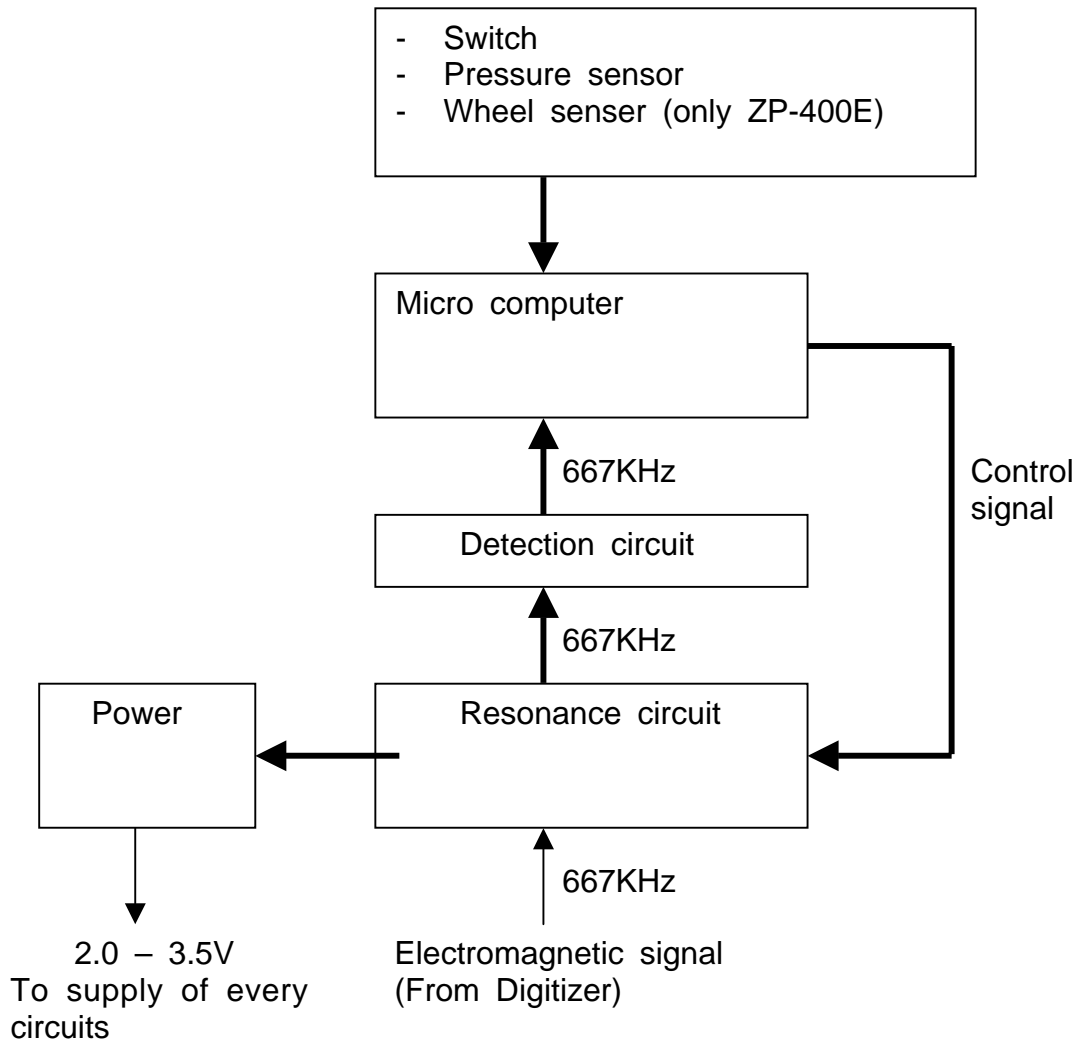 - Switch
- Pressure sensor
- Wheel senser (only ZP-400E)
Micro computer
667KHz
Control
signal
Detection circuit
667KHz
Power
Resonance circuit
667KHz
2.0 – 3.5V
To supply of every
circuits
Electromagnetic signal
(From Digitizer)